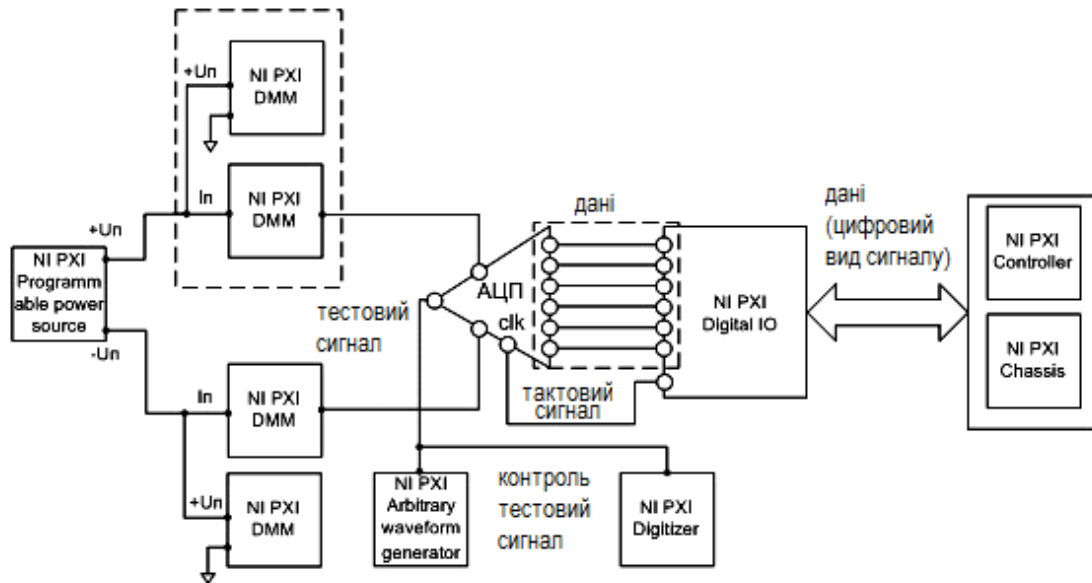 +Un
NI PXI
DMM
In
NI PXI
DMM
+Un
NI PXI
Programm
able power
source
-Un
In
NI PXI
DMM
+Un
NI PXI
DMM
тестовий
сигнал
АЦП
clk
дані
тактовий
сигнал
NI PXI
Digital IO
дані
(цифровий
вид сигналу)
NI PXI
Controller
NI PXI
Chassis
NI PXI
Arbitrary
waveform
generator
контроль
тестовий
сигнал
NI PXI
Digitizer